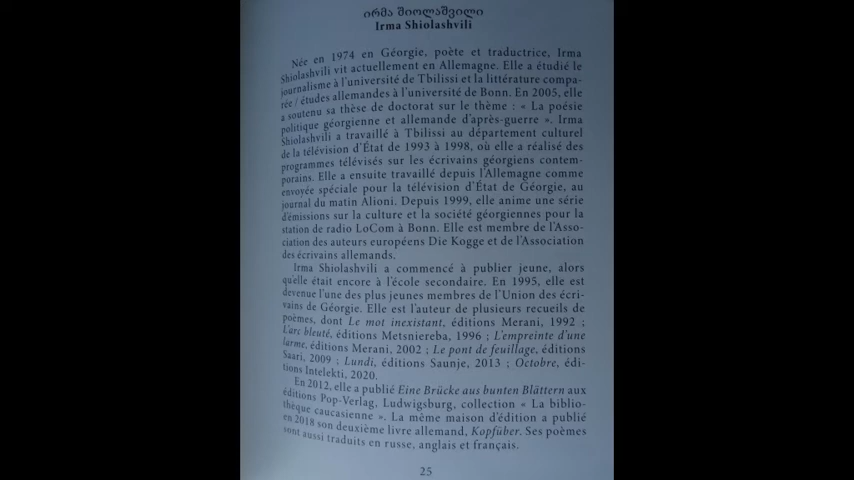 ირმა შიოლაშვილი
Irma Shiolashvili
Née en 1974 en Géorgie, poète et traductrice, Irma
Shiolashvili vit actuellement en Allemagne. Elle a étudié le
journalisme à l'université de Tbilissi et la littérature compa-
rée / études allemandes à l'université de Bonn. En 2005, elle
a soutenu sa thèse de doctorat sur le thème : « La poésie
politique géorgienne et allemande d'après-guerre ». Irma
Shiolashvili a travaillé à Tbilissi au département culturel
de la télévision d'État de 1993 à 1998, où elle a réalisé des
programmes télévisés sur les écrivains géorgiens contem-
porains. Elle a ensuite travaillé depuis l'Allemagne comme
envoyée spéciale pour la télévision d'État de Géorgie, au
journal du matin Alioni. Depuis 1999, elle anime une série
d'émissions sur la culture et la société géorgiennes pour la
station de radio LoCom à Bonn. Elle est membre de l'Asso-
ciation des auteurs européens Die Kogge et de l'Association
des écrivains allemands.
Irma Shiolashvili a commencé à publier jeune, alors
qu'elle était encore à l'école secondaire. En 1995, elle est
devenue l'une des plus jeunes membres de l'Union des écri-
vains de Géorgie. Elle est l'auteur de plusieurs recueils de
poèmes, dont Le mot inexistant, éditions Merani, 1992 ;
L'arc bleuté, éditions Metsniereba, 1996 ; L'empreinte d'une
larme, éditions Merani, 2002 ; Le pont de feuillage, éditions
Saari, 2009 ; Lundi, éditions Saunje, 2013 ; Octobre, édi-
tions Intelekti, 2020.
En 2012, elle a publié Eine Brücke aus bunten Blättern aux
éditions Pop-Verlag, Ludwigsburg, collection « La biblio-
thèque caucasienne ». La même maison d'édition a publié
en 2018 son deuxième livre allemand, Kopfüber. Ses poèmes
sont aussi traduits en russe, anglais et français.
25